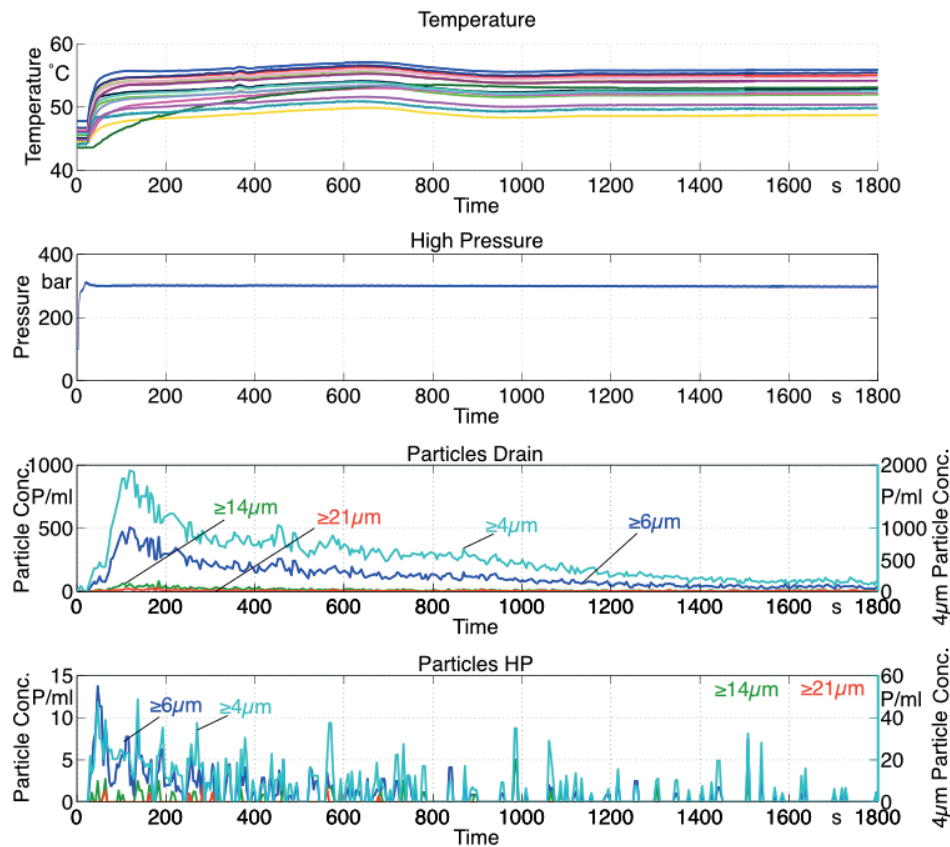 Temperature
Temperature
60
°C
50
40
0 200 400 600 800 1000 1200 1400 1600 s 1800
Time
High Pressure
Pressure
400
bar
200
0
0 200 400 600 800 1000 1200 1400 1600 s 1800
Time
Particles Drain
Particle Conc.
1000
P/ml
500
0
≥14µm
≥21µm
≥4µm
≥6µm
2000
P/ml
1000
500
0
4µm Particle Conc.
0 200 400 600 800 1000 1200 1400 1600 s 1800
Time
Particles HP
Particle Conc.
15
P/ml
10
5
0
≥6µm
≥4µm
≥14µm
≥21µm
60
P/ml
40
20
0
4µm Particle Conc.
0 200 400 600 800 1000 1200 1400 1600 s 1800
Time